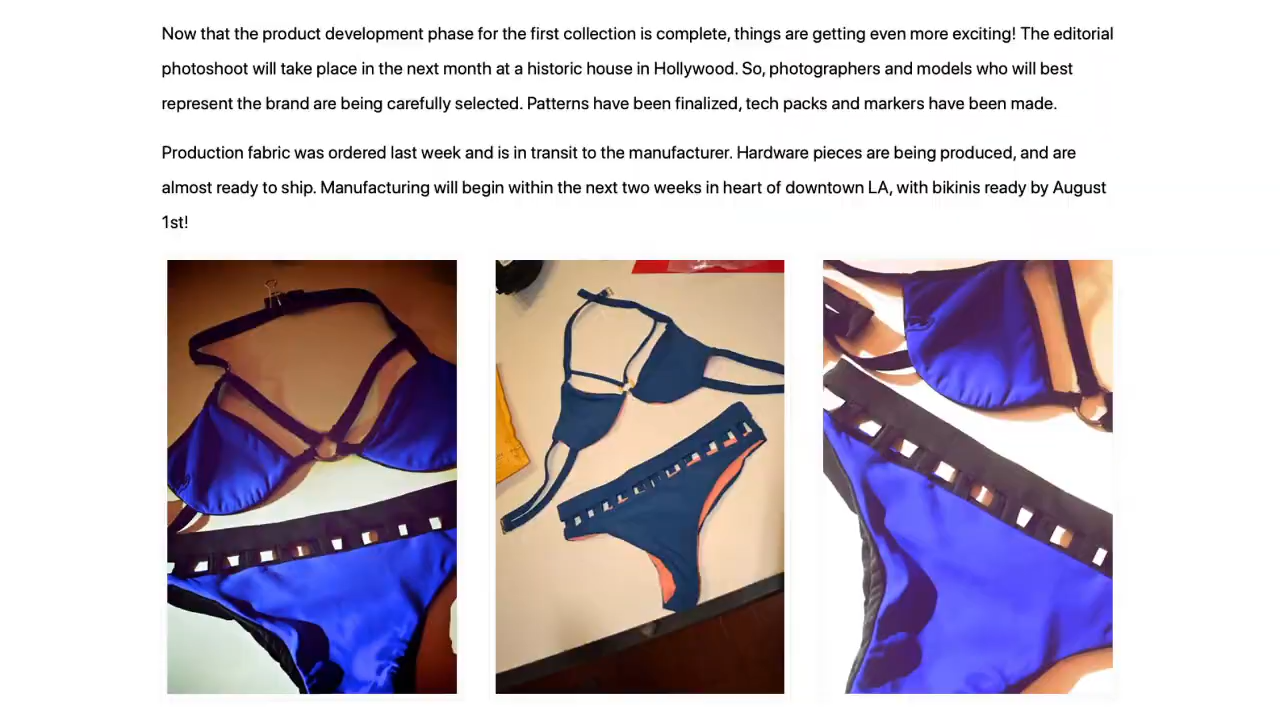 Now that the product development phase for the first collection is complete, things are getting even more exciting! The editorial
photoshoot will take place in the next month at a historic house in Hollywood. So, photographers and models who will best
represent the brand are being carefully selected. Patterns have been finalized, tech packs and markers have been made.
Production fabric was ordered last week and is in transit to the manufacturer. Hardware pieces are being produced, and are
almost ready to ship. Manufacturing will begin within the next two weeks in heart of downtown LA, with bikinis ready by August
1st!